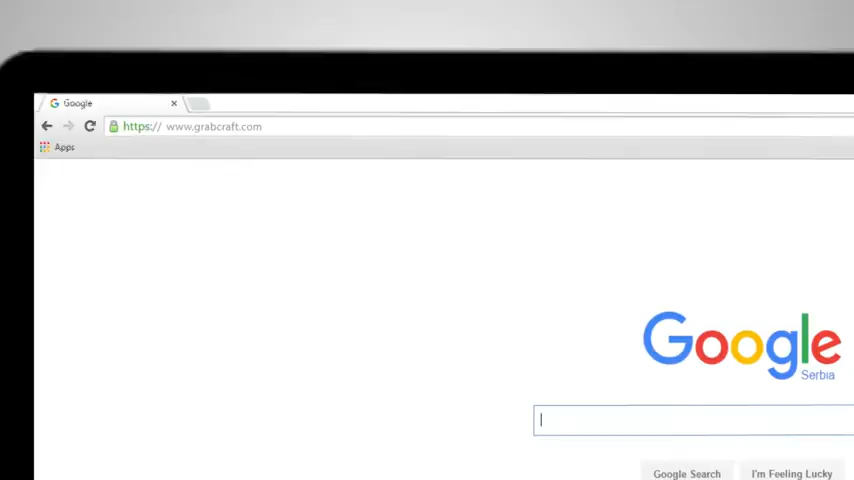 Google
https:// www.grabcraft.com
Apps
Google
Serbia
Google Search
I'm Feeling Lucky